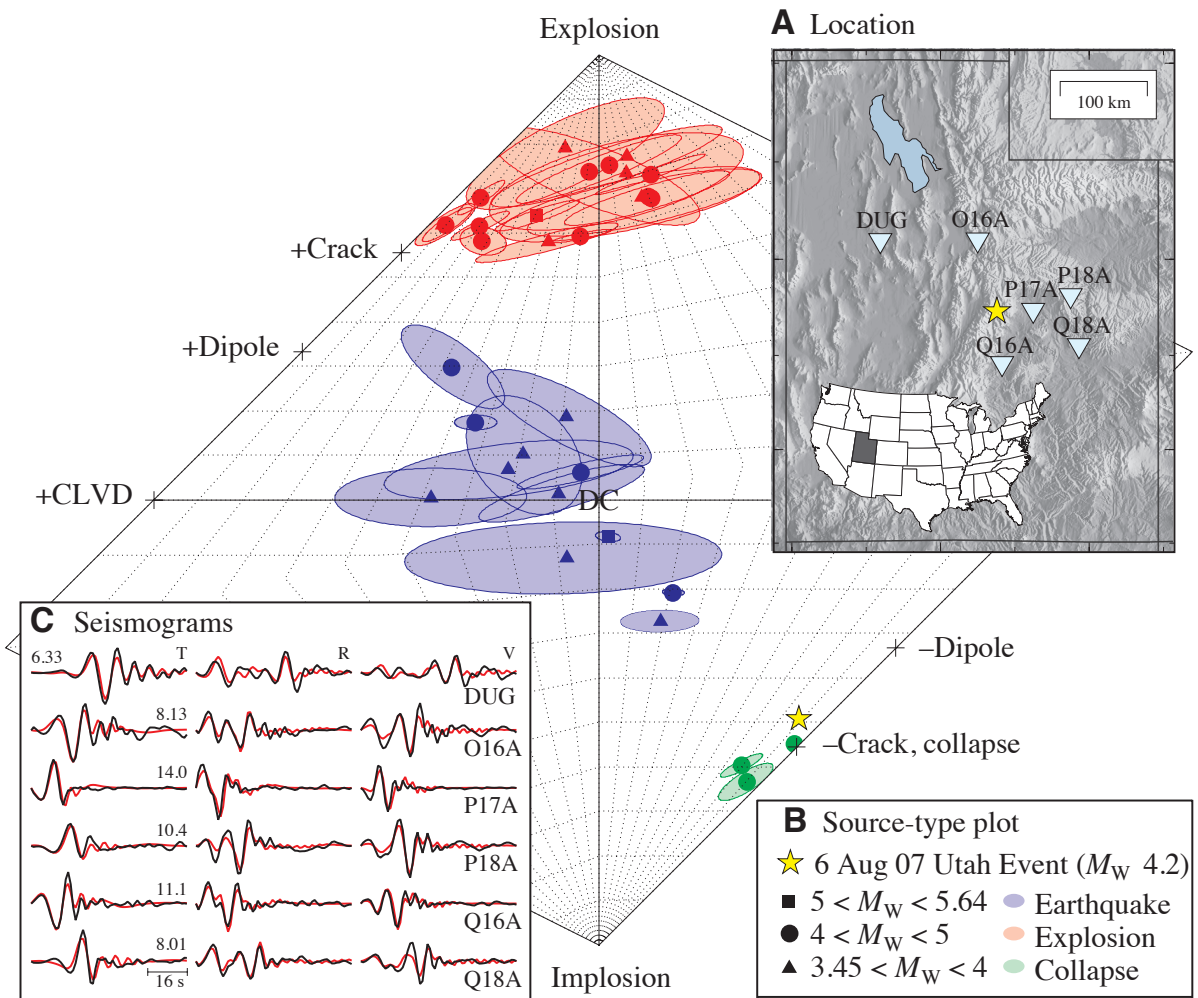 Explosion
A Location
100 km
DUG
O16A
P17A
P18A
Q18A
Q16A
+Crack
+Dipole
+CLVD
DC
–Dipole
–Crack, collapse
Implosion
C Seismograms
6.33 T R V
DUG
8.13
O16A
14.0
P17A
10.4
P18A
11.1
Q16A
8.01
16 s
Q18A
B Source-type plot
6 Aug 07 Utah Event (MW 4.2)
5 < MW < 5.64 Earthquake
4 < MW < 5 Explosion
3.45 < MW < 4 Collapse